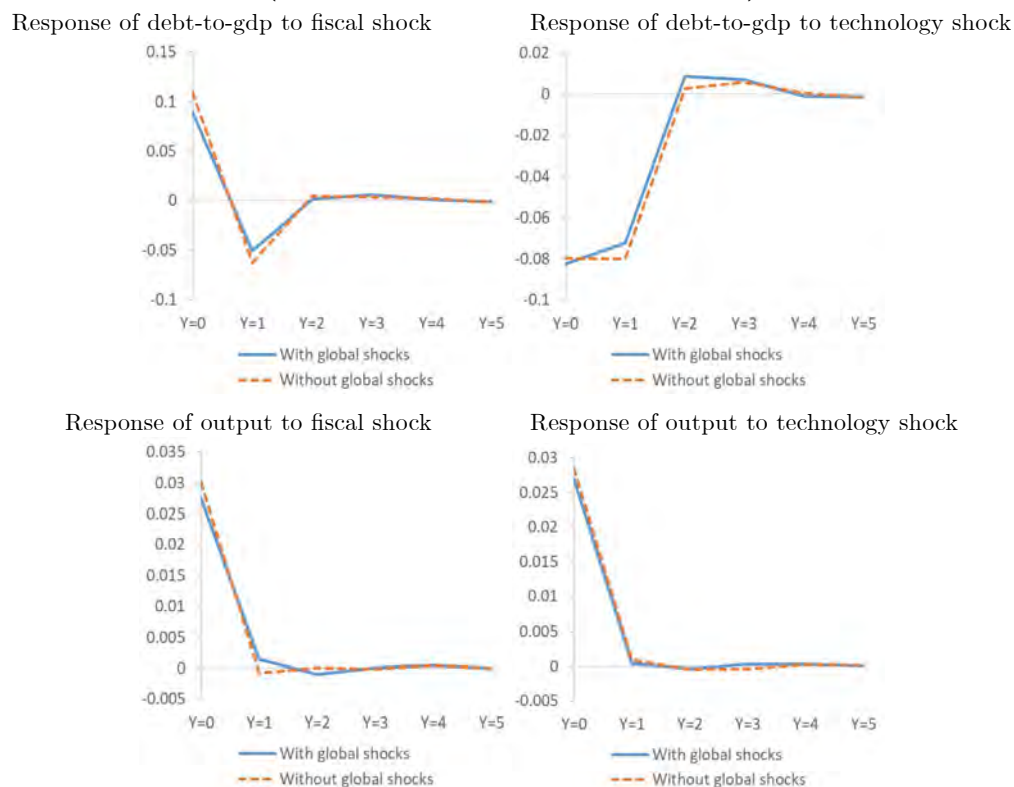 Response of debt-to-gdp to fiscal shock
0.15
0.1
0.05
0
-0.05
-0.1
Y=0 Y=1 Y=2 Y=3 Y=4 Y=5
With global shocks
Without global shocks
Response of debt-to-gdp to technology shock
0.02
0
-0.02
-0.04
-0.06
-0.08
-0.1
Y=0 Y=1 Y=2 Y=3 Y=4 Y=5
With global shocks
Without global shocks
Response of output to fiscal shock
0.035
0.03
0.025
0.02
0.015
0.01
0.005
0
-0.005
Y=0 Y=1 Y=2 Y=3 Y=4 Y=5
With global shocks
Without global shocks
Response of output to technology shock
0.03
0.025
0.02
0.015
0.01
0.005
0
-0.005
Y=0 Y=1 Y=2 Y=3 Y=4 Y=5
With global shocks
Without global shocks